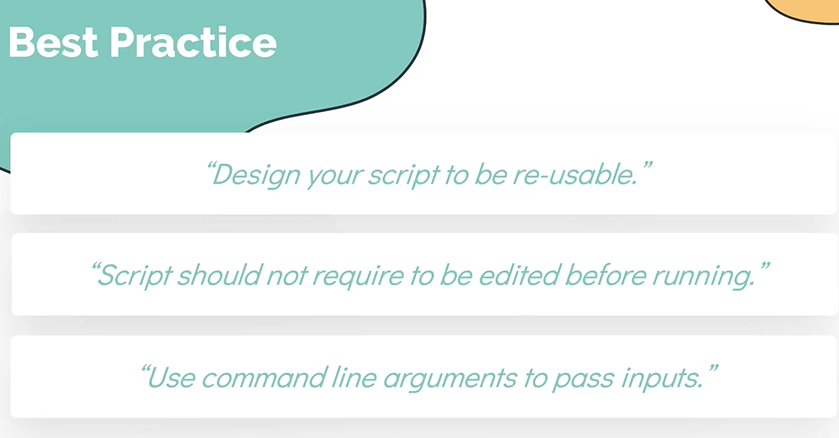 Best Practice
“Design your script to be re-usable.”
“Script should not require to be edited before running.”
“Use command line arguments to pass inputs.”